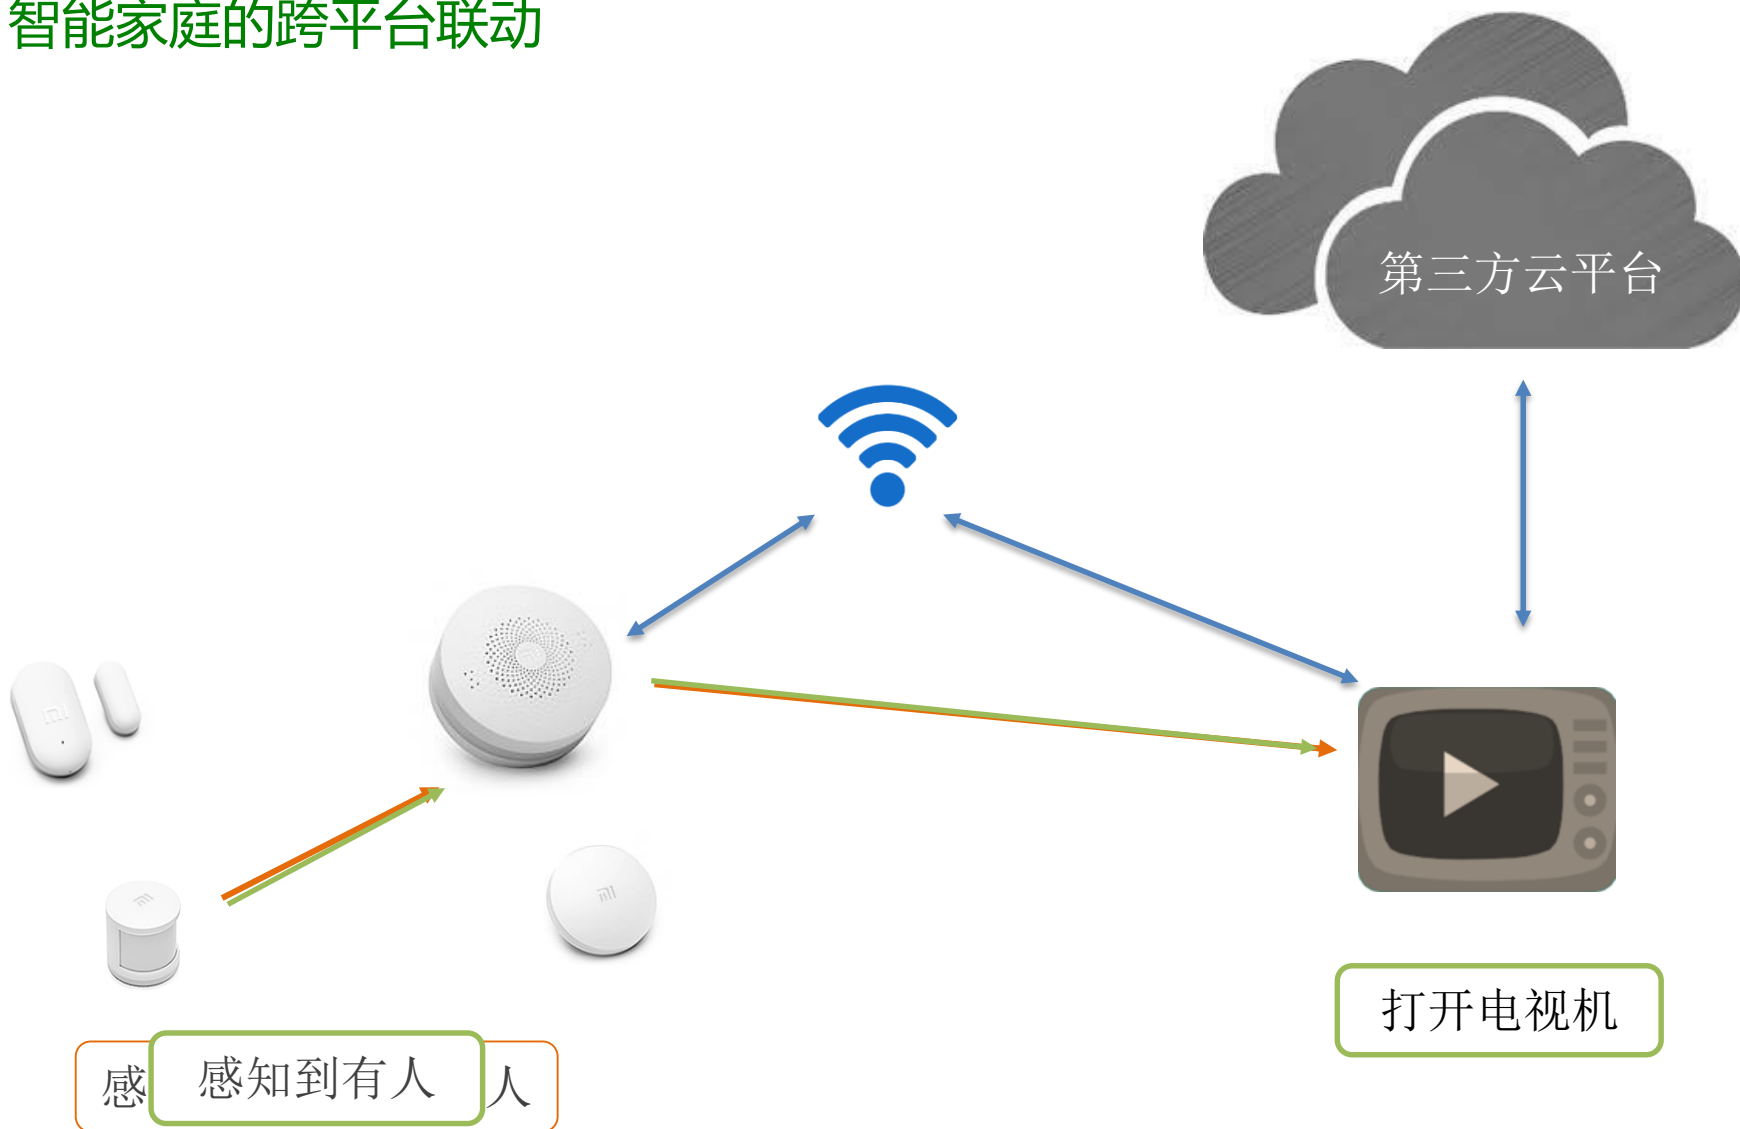 智能家庭的跨平台联动
第三方云平台
打开电视机
感
感知到有人
人